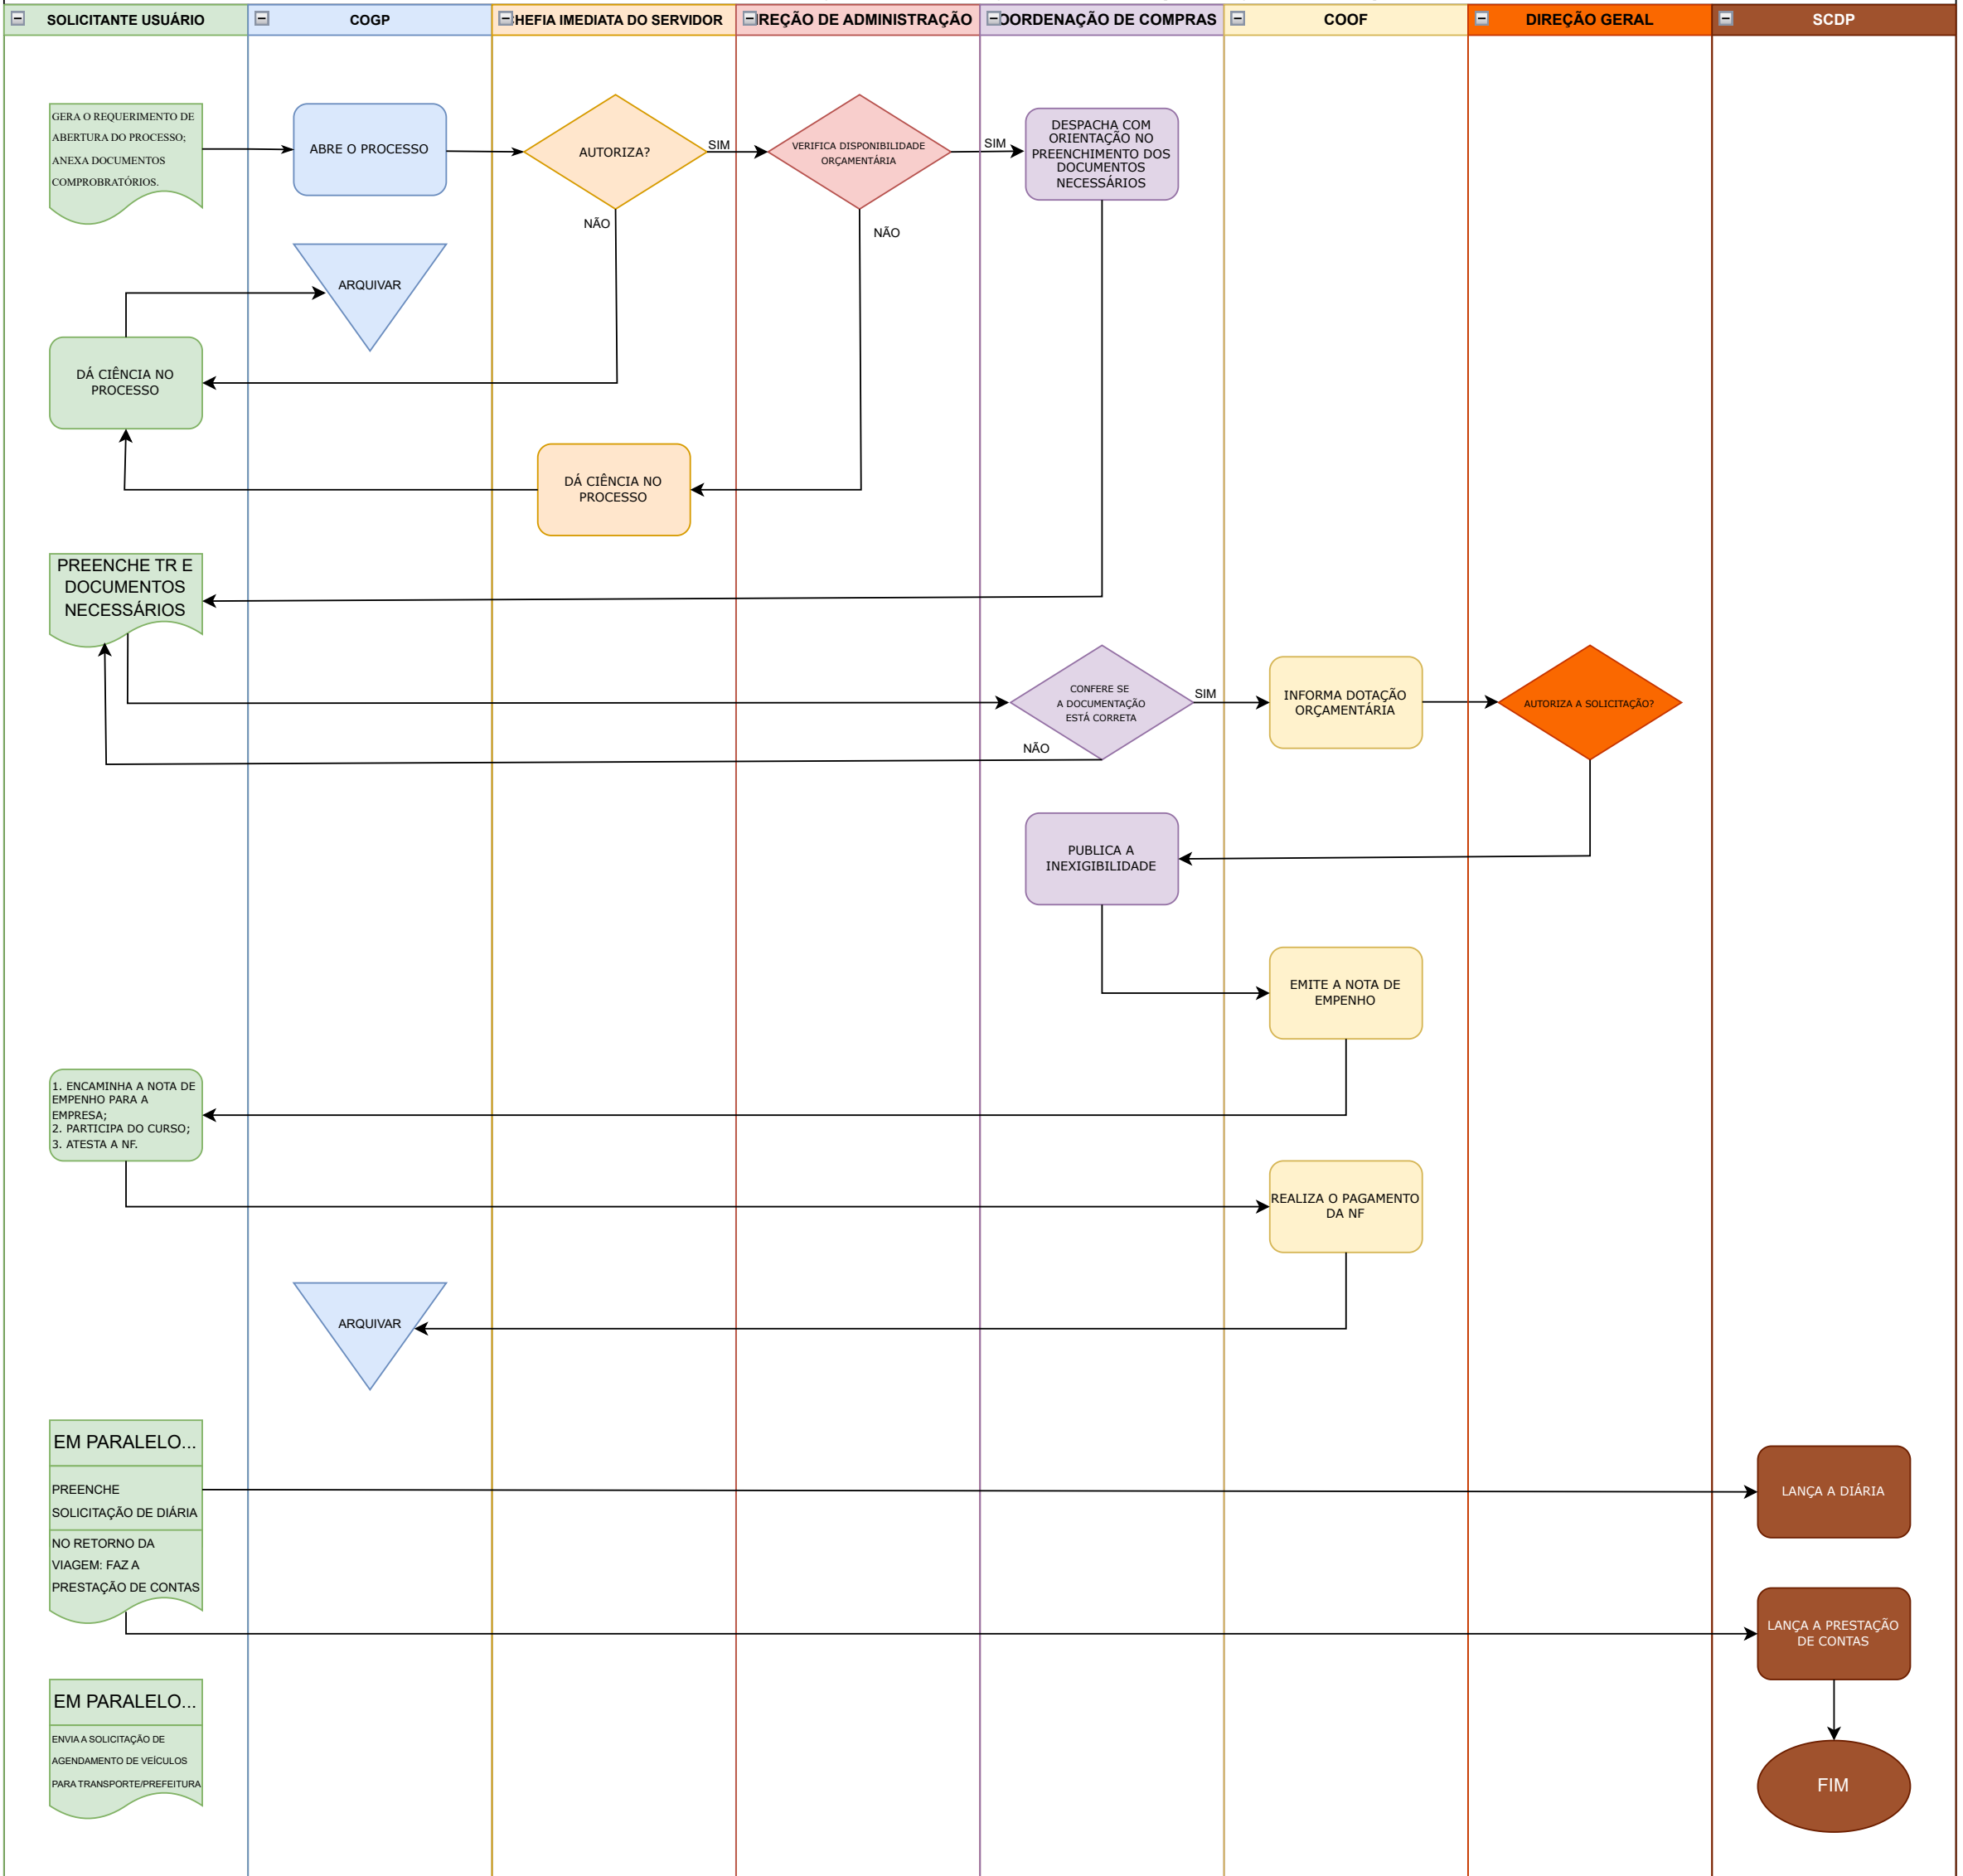 SOLICITANTE USUÁRIO
COGP
HEFIA IMEDIATA DO SERVIDOR
REÇÃO DE ADMINISTRAÇÃO
OORDENAÇÃO DE COMPRAS
COOF
DIREÇÃO GERAL
SCDP
GERA O REQUERIMENTO DE
ABERTURA DO PROCESSO;
ANEXA DOCUMENTOS
COMPROBRATÓRIOS.
ABRE O PROCESSO
AUTORIZA?
SIM
VERIFICA DISPONIBILIDADE
ORÇAMENTÁRIA
SIM
DESPACHA COM
ORIENTAÇÃO NO
PREENCHIMENTO DOS
DOCUMENTOS
NECESSÁRIOS
NÃO
NÃO
ARQUIVAR
DÁ CIÊNCIA NO
PROCESSO
DÁ CIÊNCIA NO
PROCESSO
PREENCHE TR E
DOCUMENTOS
NECESSÁRIOS
CONFERE SE
A DOCUMENTAÇÃO
ESTÁ CORRETA
SIM
NÃO
INFORMA DOTAÇÃO
ORÇAMENTÁRIA
AUTORIZA A SOLICITAÇÃO?
PUBLICA A
INEXIGIBILIDADE
EMITE A NOTA DE
EMPENHO
1. ENCAMINHA A NOTA DE
EMPENHO PARA A
EMPRESA;
2. PARTICIPA DO CURSO;
3. ATESTA A NF.
REALIZA O PAGAMENTO
DA NF
ARQUIVAR
EM PARALELO...
PREENCHE
SOLICITAÇÃO DE DIÁRIA
NO RETORNO DA
VIAGEM: FAZ A
PRESTAÇÃO DE CONTAS
LANÇA A DIÁRIA
LANÇA A PRESTAÇÃO
DE CONTAS
EM PARALELO...
ENVIA A SOLICITAÇÃO DE
AGENDAMENTO DE VEÍCULOS
PARA TRANSPORTE/PREFEITURA
FIM